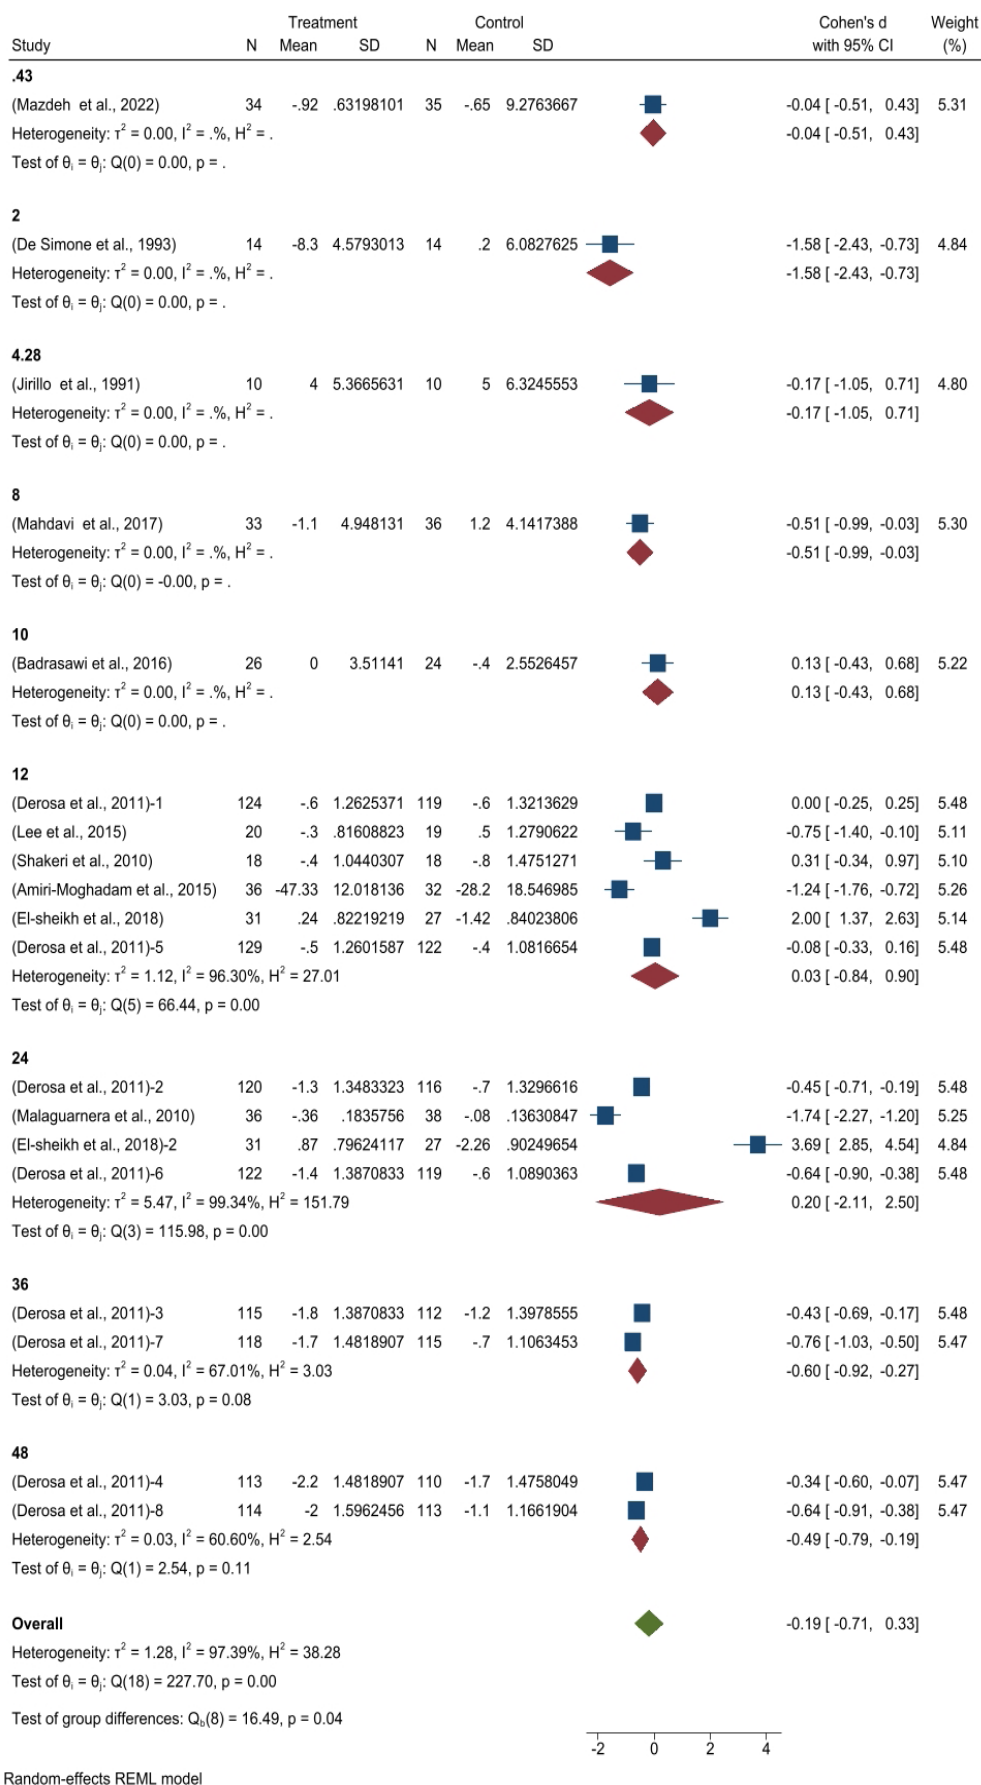 Treatment Control Cohen's d Weight
Study N Mean SD N Mean SD with 95% CI (%)
.43
(Mazdeh et al., 2022) 34 -.92 .63198101 35 -.65 9.2763667 -0.04 [ -0.51, 0.43] 5.31
Heterogeneity: τ² = 0.00, I² = .%, H² = . -0.04 [ -0.51, 0.43]
Test of θᵢ = θⱼ: Q(0) = 0.00, p = .
2
(De Simone et al., 1993) 14 -8.3 4.5793013 14 .2 6.0827625 -1.58 [ -2.43, -0.73] 4.84
Heterogeneity: τ² = 0.00, I² = .%, H² = . -1.58 [ -2.43, -0.73]
Test of θᵢ = θⱼ: Q(0) = 0.00, p = .
4.28
(Jirillo et al., 1991) 10 4 5.3665631 10 5 6.3245553 -0.17 [ -1.05, 0.71] 4.80
Heterogeneity: τ² = 0.00, I² = .%, H² = . -0.17 [ -1.05, 0.71]
Test of θᵢ = θⱼ: Q(0) = 0.00, p = .
8
(Mahdavi et al., 2017) 33 -1.1 4.948131 36 1.2 4.1417388 -0.51 [ -0.99, -0.03] 5.30
Heterogeneity: τ² = 0.00, I² = .%, H² = . -0.51 [ -0.99, -0.03]
Test of θᵢ = θⱼ: Q(0) = -0.00, p = .
10
(Badrasawi et al., 2016) 26 0 3.51141 24 -.4 2.5526457 0.13 [ -0.43, 0.68] 5.22
Heterogeneity: τ² = 0.00, I² = .%, H² = . 0.13 [ -0.43, 0.68]
Test of θᵢ = θⱼ: Q(0) = 0.00, p = .
12
(Derosa et al., 2011)-1 124 -.6 1.2625371 119 -.6 1.3213629 0.00 [ -0.25, 0.25] 5.48
(Lee et al., 2015) 20 -.3 .81608823 19 .5 1.2790622 -0.75 [ -1.40, -0.10] 5.11
(Shakeri et al., 2010) 18 -.4 1.0440307 18 -.8 1.4751271 0.31 [ -0.34, 0.97] 5.10
(Amiri-Moghadam et al., 2015) 36 -47.33 12.018136 32 -28.2 18.546985 -1.24 [ -1.76, -0.72] 5.26
(El-sheikh et al., 2018) 31 .24 .82219219 27 -1.42 .84023806 2.00 [ 1.37, 2.63] 5.14
(Derosa et al., 2011)-5 129 -.5 1.2601587 122 -.4 1.0816654 -0.08 [ -0.33, 0.16] 5.48
Heterogeneity: τ² = 1.12, I² = 96.30%, H² = 27.01 0.03 [ -0.84, 0.90]
Test of θᵢ = θⱼ: Q(5) = 66.44, p = 0.00
24
(Derosa et al., 2011)-2 120 -1.3 1.3483323 116 -.7 1.3296616 -0.45 [ -0.71, -0.19] 5.48
(Malaguarnera et al., 2010) 36 -.36 .1835756 38 -.08 .13630847 -1.74 [ -2.27, -1.20] 5.25
(El-sheikh et al., 2018)-2 31 .87 .79624117 27 -2.26 .90249654 3.69 [ 2.85, 4.54] 4.84
(Derosa et al., 2011)-6 122 -1.4 1.3870833 119 -.6 1.0890363 -0.64 [ -0.90, -0.38] 5.48
Heterogeneity: τ² = 5.47, I² = 99.34%, H² = 151.79 0.20 [ -2.11, 2.50]
Test of θᵢ = θⱼ: Q(3) = 115.98, p = 0.00
36
(Derosa et al., 2011)-3 115 -1.8 1.3870833 112 -1.2 1.3978555 -0.43 [ -0.69, -0.17] 5.48
(Derosa et al., 2011)-7 118 -1.7 1.4818907 115 -.7 1.1063453 -0.76 [ -1.03, -0.50] 5.47
Heterogeneity: τ² = 0.04, I² = 67.01%, H² = 3.03 -0.60 [ -0.92, -0.27]
Test of θᵢ = θⱼ: Q(1) = 3.03, p = 0.08
48
(Derosa et al., 2011)-4 113 -2.2 1.4818907 110 -1.7 1.4758049 -0.34 [ -0.60, -0.07] 5.47
(Derosa et al., 2011)-8 114 -2 1.5962456 113 -1.1 1.1661904 -0.64 [ -0.91, -0.38] 5.47
Heterogeneity: τ² = 0.03, I² = 60.60%, H² = 2.54 -0.49 [ -0.79, -0.19]
Test of θᵢ = θⱼ: Q(1) = 2.54, p = 0.11
Overall -0.19 [ -0.71, 0.33]
Heterogeneity: τ² = 1.28, I² = 97.39%, H² = 38.28
Test of θᵢ = θⱼ: Q(18) = 227.70, p = 0.00
Test of group differences: Q_b(8) = 16.49, p = 0.04
-2 0 2 4
Random-effects REML model